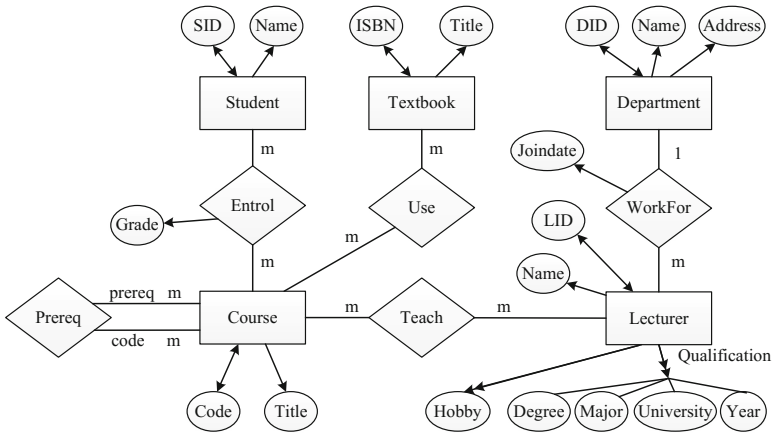 SID Name ISBN Title DID Name Address
Student Textbook Department
m m 1
Joindate
Entrol Use WorkFor
Grade LID
m m m
Name
prereq m
Prereq Course m Teach m Lecturer
code m
Qualification
Code Title Hobby Degree Major University Year